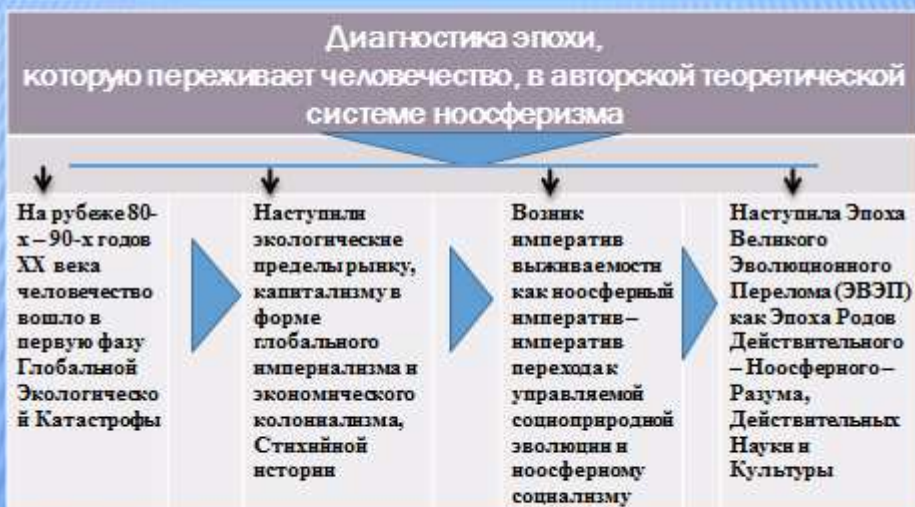 Диагностика эпохи,
которую переживает человечество, в авторской теоретической
системе ноосферизма
На рубеже 80-
х – 90-х годов
XX века
человечество
вошло в
первую фазу
Глобальной
Экологическо
й Катастрофы
Наступили
экологические
пределы рынку,
капитализму в
форме
глобального
империализма и
экономического
колониализма,
Стихийной
истории
Возник
императив
выживаемости
как ноосферный
императив –
императив
перехода к
управляемой
социоприродной
эволюции и
ноосферному
социализму
Наступила Эпоха
Великого
Эволюционного
Перелома (ЭВЭП)
как Эпоха Родов
Действительного
– Ноосферного –
Разума,
Действительных
Науки и
Культуры